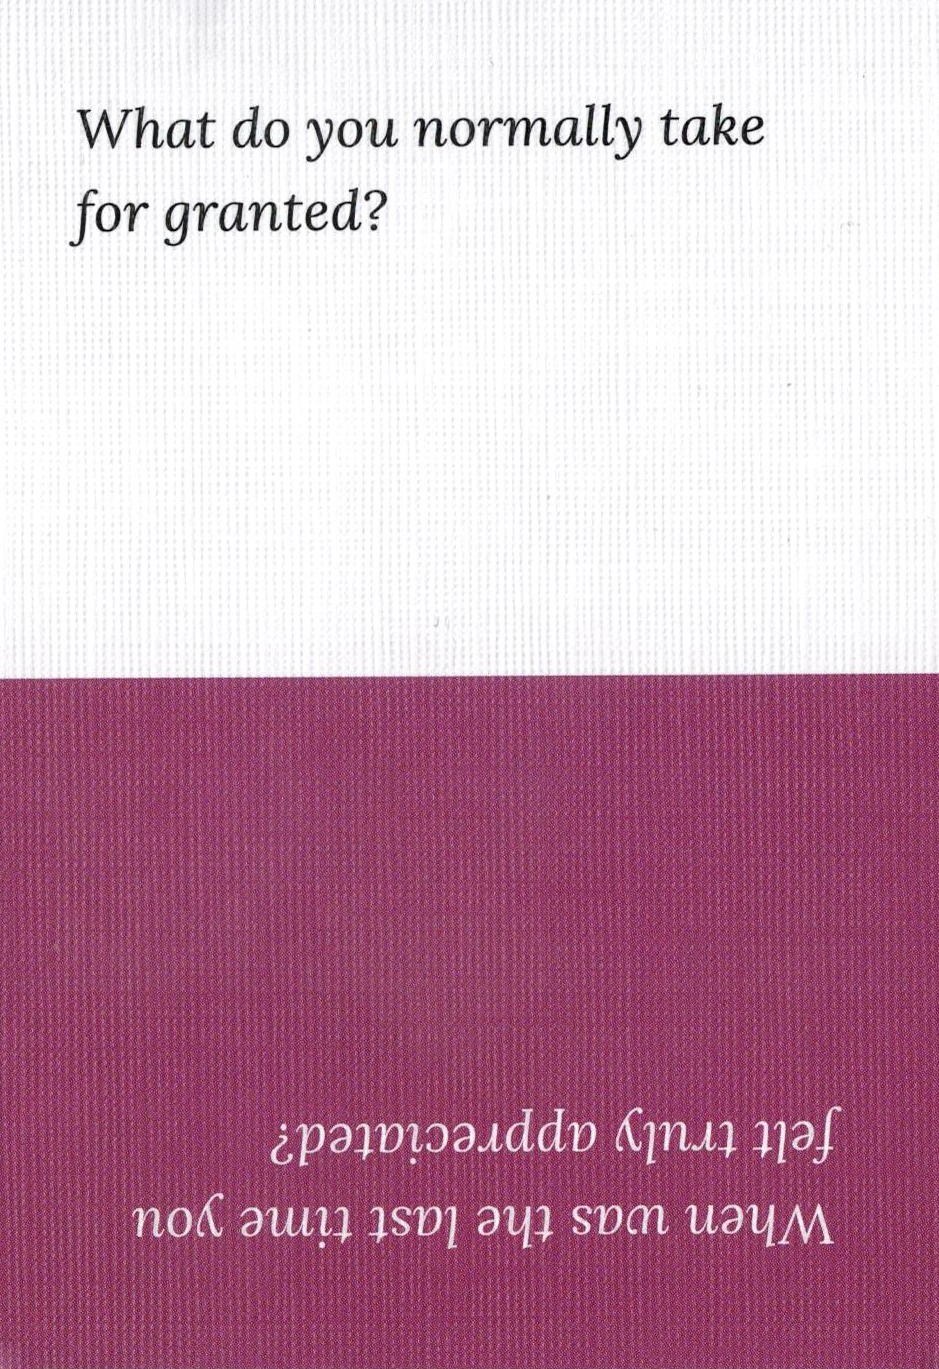 What do you normally take
for granted?
When was the last time you
felt truly appreciated?